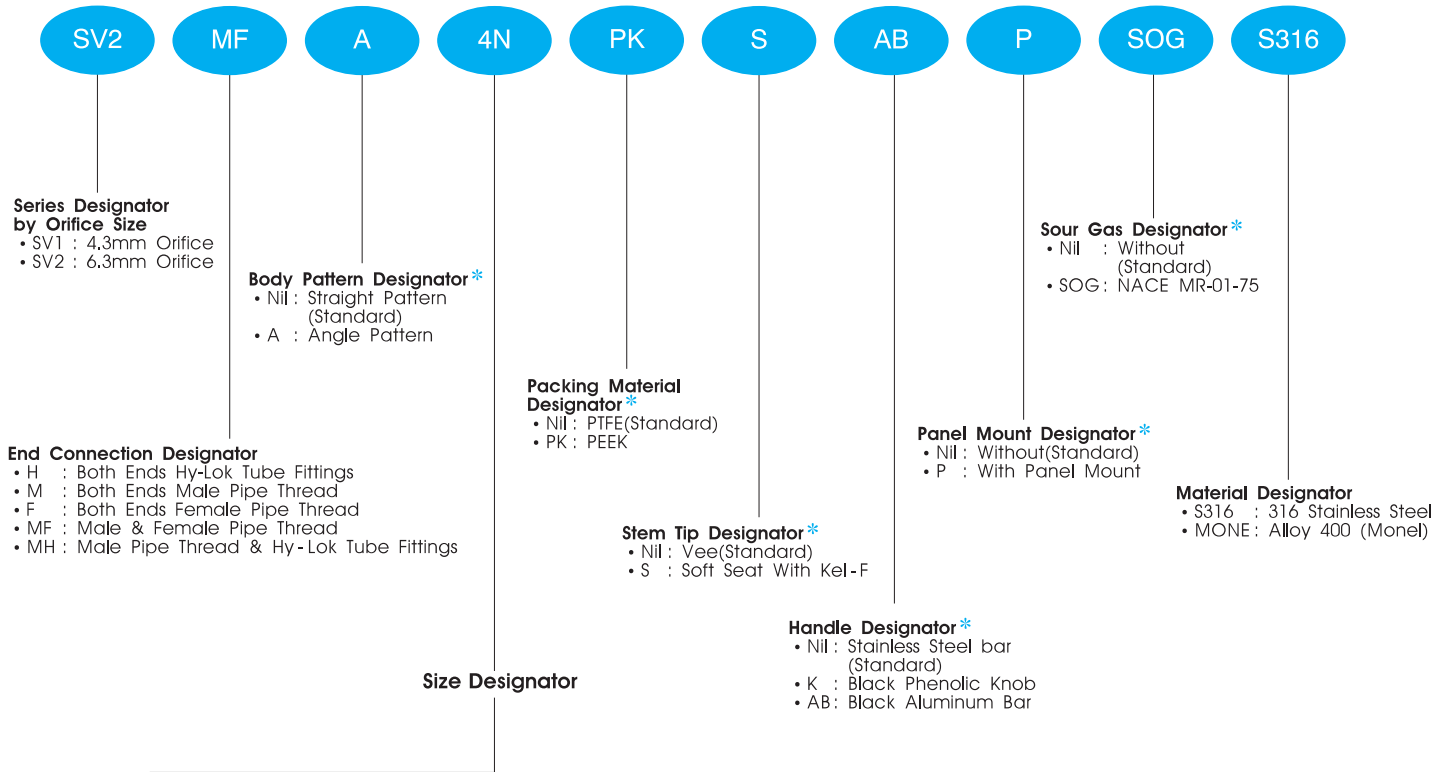 SV2 MF A 4N PK S AB P SOG S316
Series Designator
by Orifice Size
• SV1 : 4.3mm Orifice
• SV2 : 6.3mm Orifice
Body Pattern Designator*
• Nil : Straight Pattern
(Standard)
• A : Angle Pattern
Sour Gas Designator*
• Nil : Without
(Standard)
• SOG : NACE MR-01-75
End Connection Designator
• H : Both Ends Hy-Lok Tube Fittings
• M : Both Ends Male Pipe Thread
• F : Both Ends Female Pipe Thread
• MF : Male & Female Pipe Thread
• MH : Male Pipe Thread & Hy-Lok Tube Fittings
Packing Material
Designator*
• Nil : PTFE(Standard)
• PK : PEEK
Panel Mount Designator*
• Nil : Without(Standard)
• P : With Panel Mount
Material Designator
• S316 : 316 Stainless Steel
• MONE : Alloy 400 (Monel)
Stem Tip Designator*
• Nil : Vee(Standard)
• S : Soft Seat With Kel-F
Handle Designator*
• Nil : Stainless Steel bar
(Standard)
• K : Black Phenolic Knob
• AB : Black Aluminum Bar
Size Designator